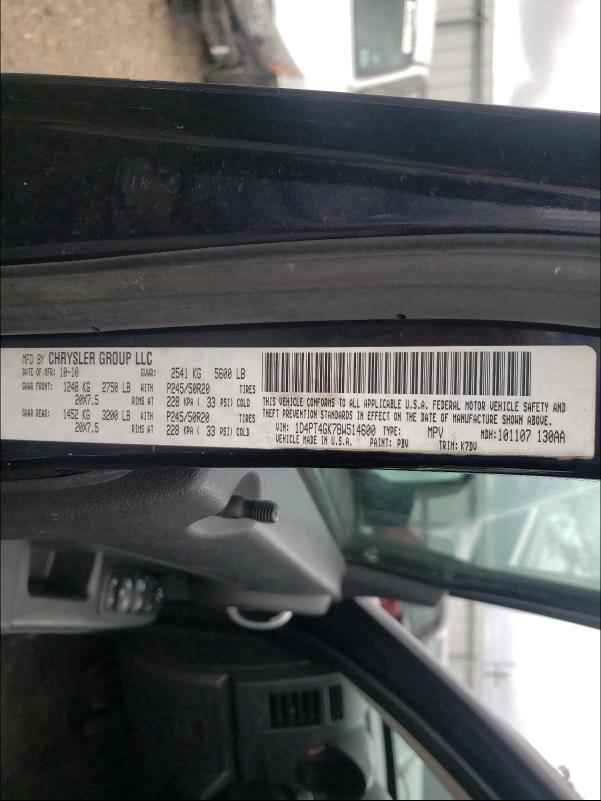 MFD BY CHRYSLER GROUP LLC
DATE OF MFR: 10-10 GVWR: 2541 KG 5600 LB
GAWR FRONT: 1248 KG 2750 LB WITH P245/50R20 TIRES
20X7.5 RIMS AT 228 KPA ( 33 PSI) COLD
GAWR REAR: 1452 KG 3200 LB WITH P245/50R20 TIRES
20X7.5 RIMS AT 228 KPA ( 33 PSI) COLD
THIS VEHICLE CONFORMS TO ALL APPLICABLE U.S.A. FEDERAL MOTOR VEHICLE SAFETY AND
THEFT PREVENTION STANDARDS IN EFFECT ON THE DATE OF MANUFACTURE SHOWN ABOVE.
VIN: 1D4PT4GK7BW514600 TYPE: MPV MDH:101107 130AA
VEHICLE MADE IN U.S.A. PAINT: PBV TRIM: K7DV